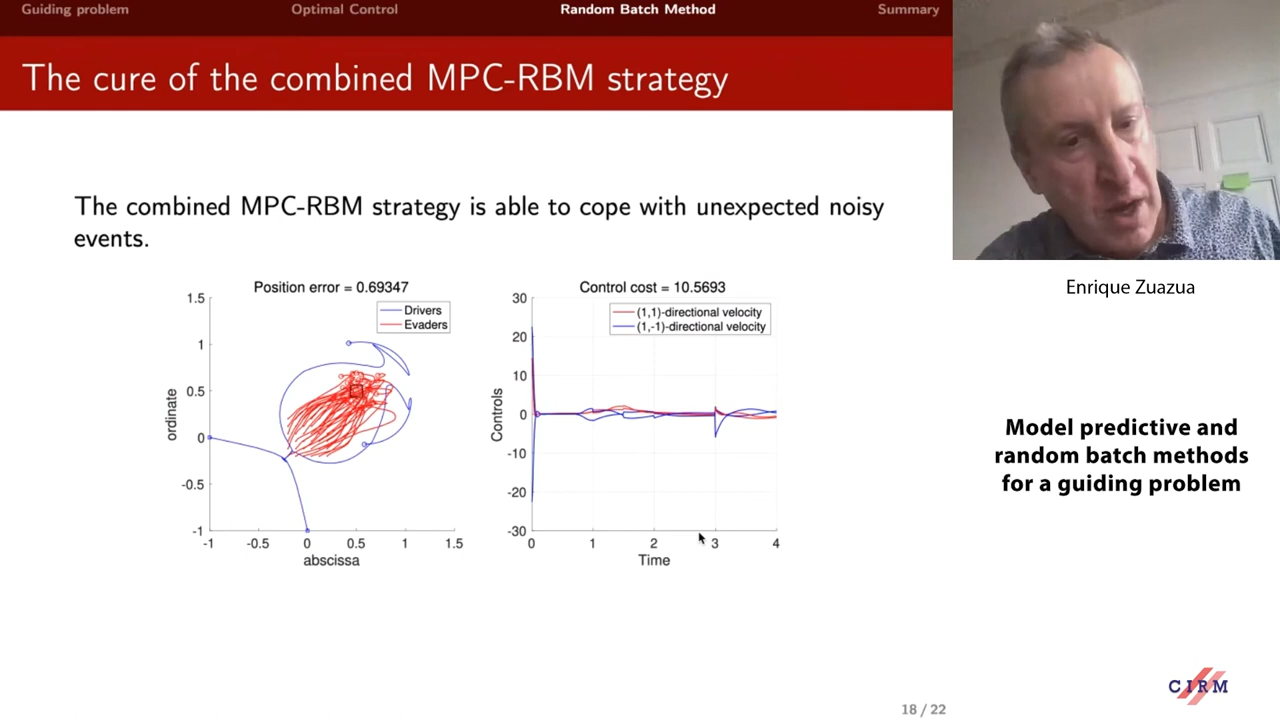 Guiding problem
Optimal Control
Random Batch Method
Summary
The cure of the combined MPC-RBM strategy
The combined MPC-RBM strategy is able to cope with unexpected noisy
events.
Position error = 0.69347
Drivers
Evaders
1.5
1
0.5
0
-0.5
-1
ordinate
-1 -0.5 0 0.5 1 1.5
abscissa
Control cost = 10.5693
(1,1)-directional velocity
(1,-1)-directional velocity
30
20
10
0
-10
-20
-30
Controls
0 1 2 3 4
Time
18 / 22
Enrique Zuazua
Model predictive and
random batch methods
for a guiding problem
CIRM